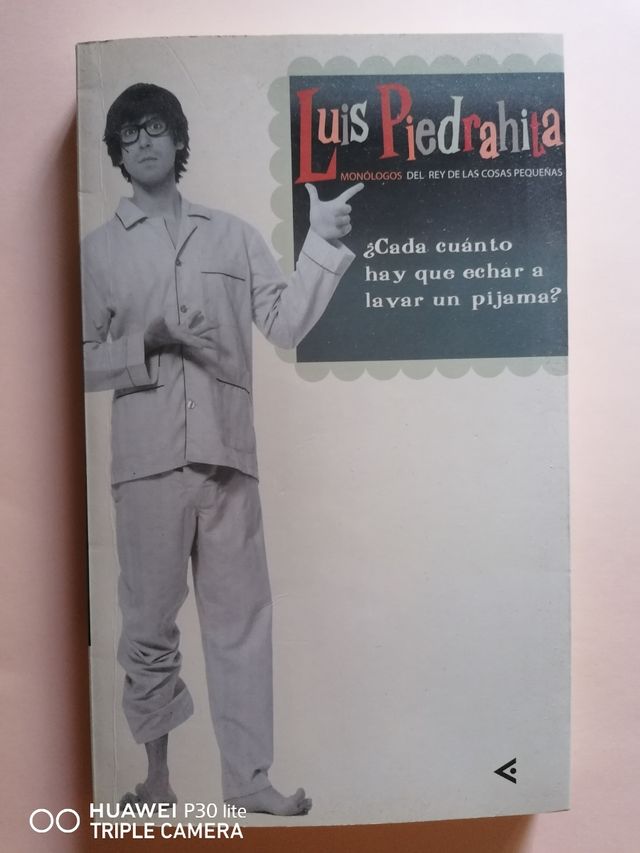 Luis Piedrahita
MONÓLOGOS DEL REY DE LAS COSAS PEQUEÑAS
¿Cada cuánto
hay que echar a
lavar un pijama?
HUAWEI P30 lite
TRIPLE CAMERA